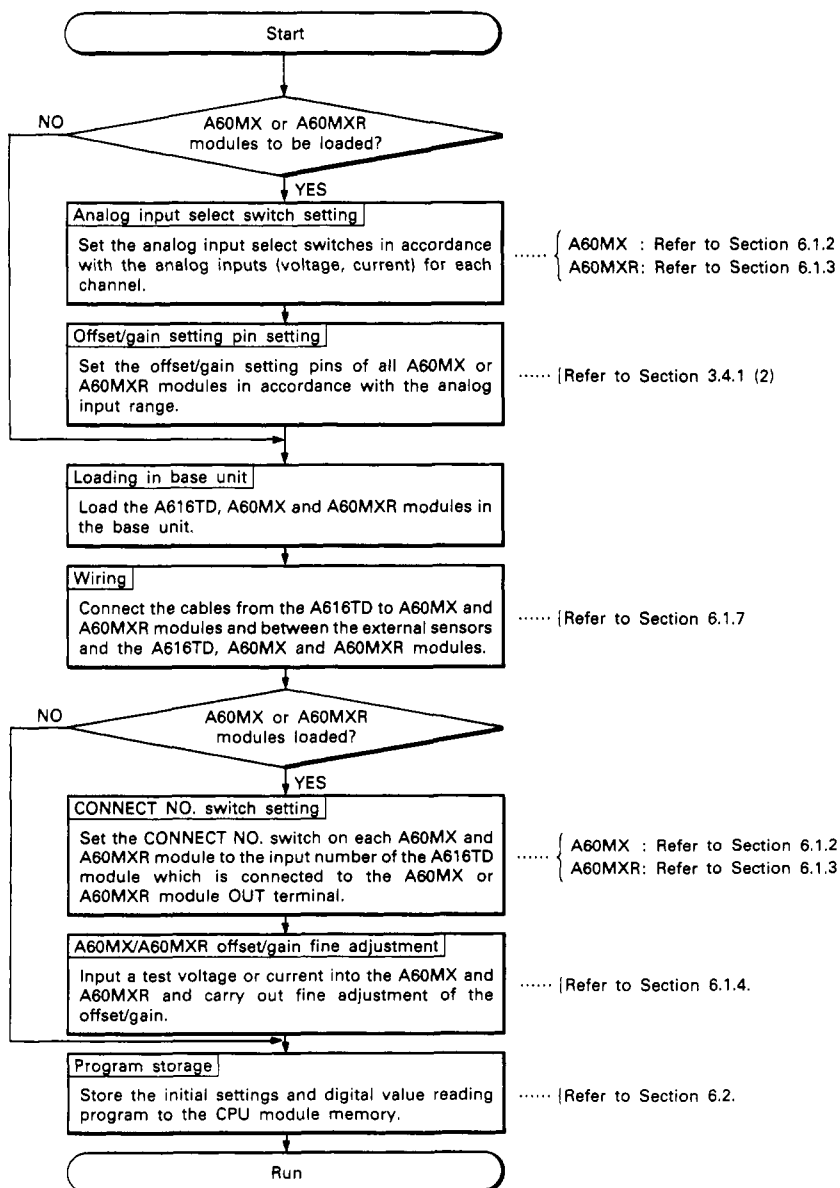 Start
A60MX or A60MXR
modules to be loaded?
NO
YES
Analog input select switch setting
Set the analog input select switches in accordance
with the analog inputs (voltage, current) for each
channel.
...... { A60MX : Refer to Section 6.1.2
A60MXR: Refer to Section 6.1.3
Offset/gain setting pin setting
Set the offset/gain setting pins of all A60MX or
A60MXR modules in accordance with the analog
input range.
...... {Refer to Section 3.4.1 (2)
Loading in base unit
Load the A616TD, A60MX and A60MXR modules in
the base unit.
Wiring
Connect the cables from the A616TD to A60MX and
A60MXR modules and between the external sensors
and the A616TD, A60MX and A60MXR modules.
...... {Refer to Section 6.1.7
NO
A60MX or A60MXR
modules loaded?
YES
CONNECT NO. switch setting
Set the CONNECT NO. switch on each A60MX and
A60MXR module to the input number of the A616TD
module which is connected to the A60MX or
A60MXR module OUT terminal.
...... { A60MX : Refer to Section 6.1.2
A60MXR: Refer to Section 6.1.3
A60MX/A60MXR offset/gain fine adjustment
Input a test voltage or current into the A60MX and
A60MXR and carry out fine adjustment of the
offset/gain.
...... {Refer to Section 6.1.4.
Program storage
Store the initial settings and digital value reading
program to the CPU module memory.
...... {Refer to Section 6.2.
Run